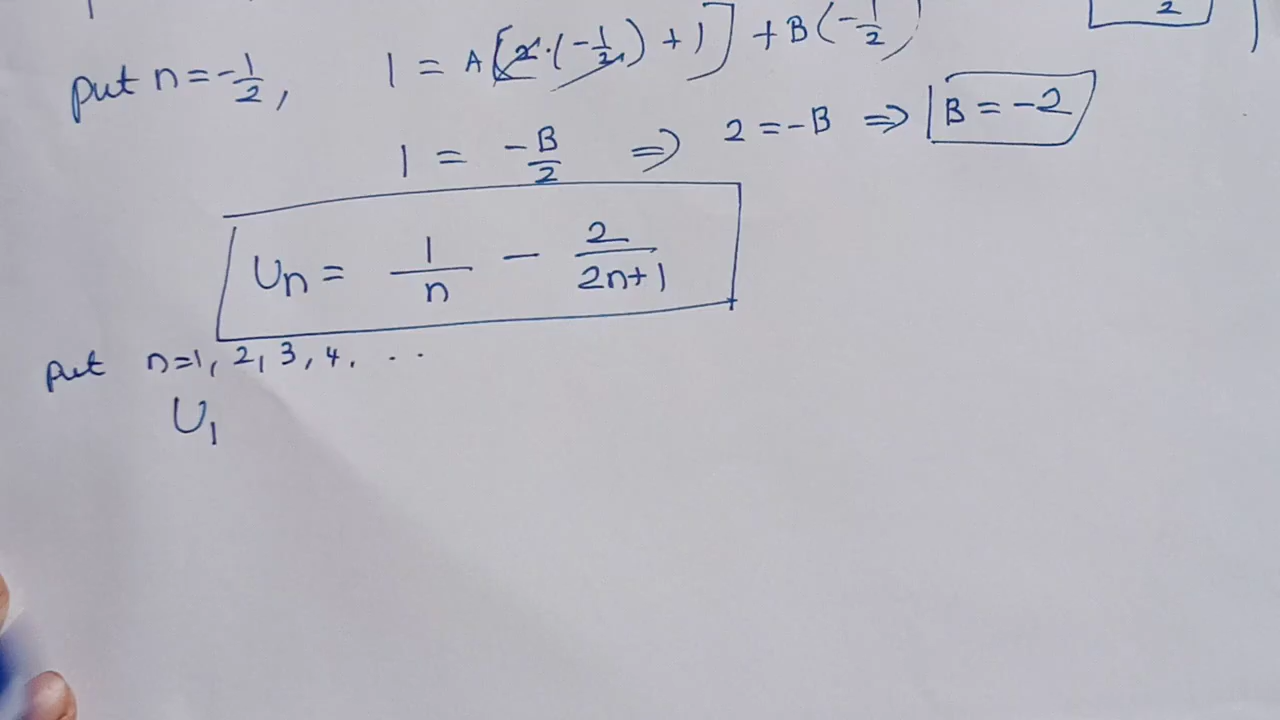 put n = -1/2, 1 = A[2·(-1/2) + 1] + B(-1/2)
1 = -B/2 ⇒ 2 = -B ⇒ B = -2
Un = 1/n - 2/(2n+1)
put n=1, 2, 3, 4, ...
U1